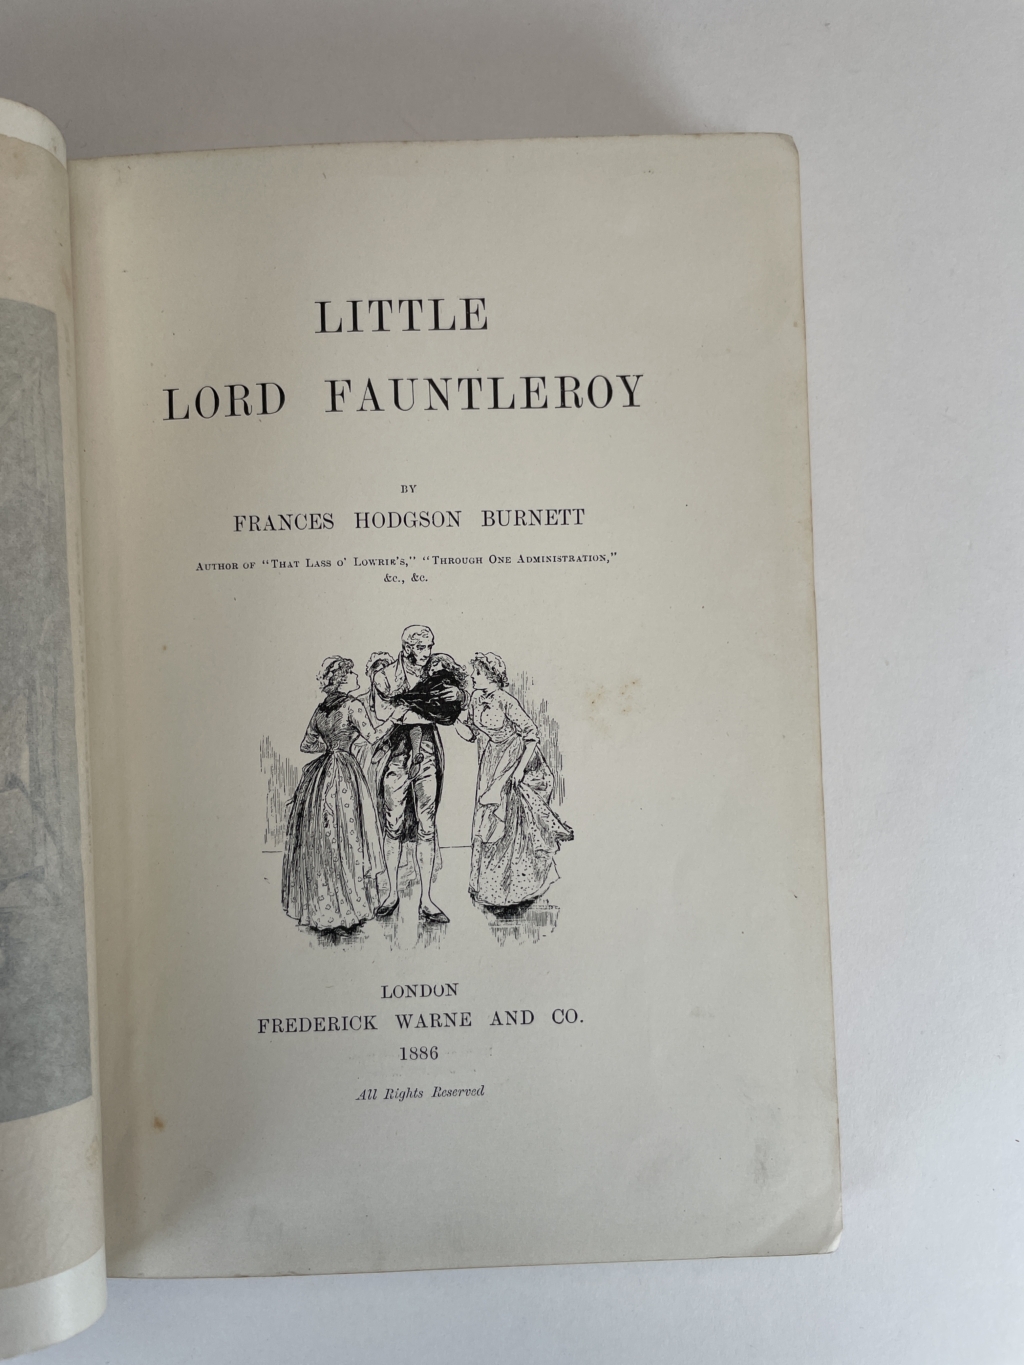 LITTLE
LORD FAUNTLEROY
BY
FRANCES HODGSON BURNETT
AUTHOR OF "THAT LASS O' LOWRIE'S," "THROUGH ONE ADMINISTRATION,"
&c., &c.
LONDON
FREDERICK WARNE AND CO.
1886
All Rights Reserved